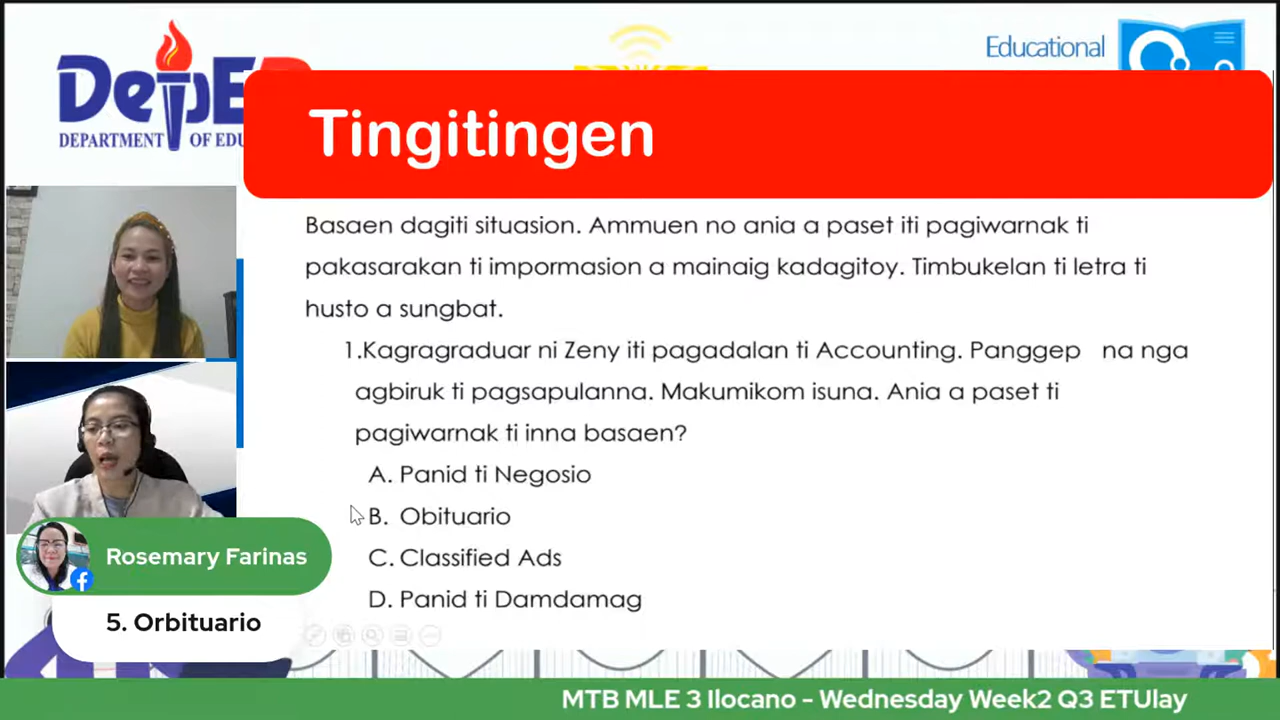 DepED
DEPARTMENT OF EDU
Educational
Tingitingen
Basaen dagiti situasion. Ammuen no ania a paset iti pagiwarnak ti
pakasarakan ti impormasion a mainaig kadagitoy. Timbukelan ti letra ti
husto a sungbat.
1.Kagragraduar ni Zeny iti pagadalan ti Accounting. Panggep na nga
agbiruk ti pagsapulanna. Makumikom isuna. Ania a paset ti
pagiwarnak ti inna basaen?
A. Panid ti Negosio
B. Obituario
C. Classified Ads
D. Panid ti Damdamag
Rosemary Farinas
5. Orbituario
MTB MLE 3 Ilocano - Wednesday Week2 Q3 ETUlay